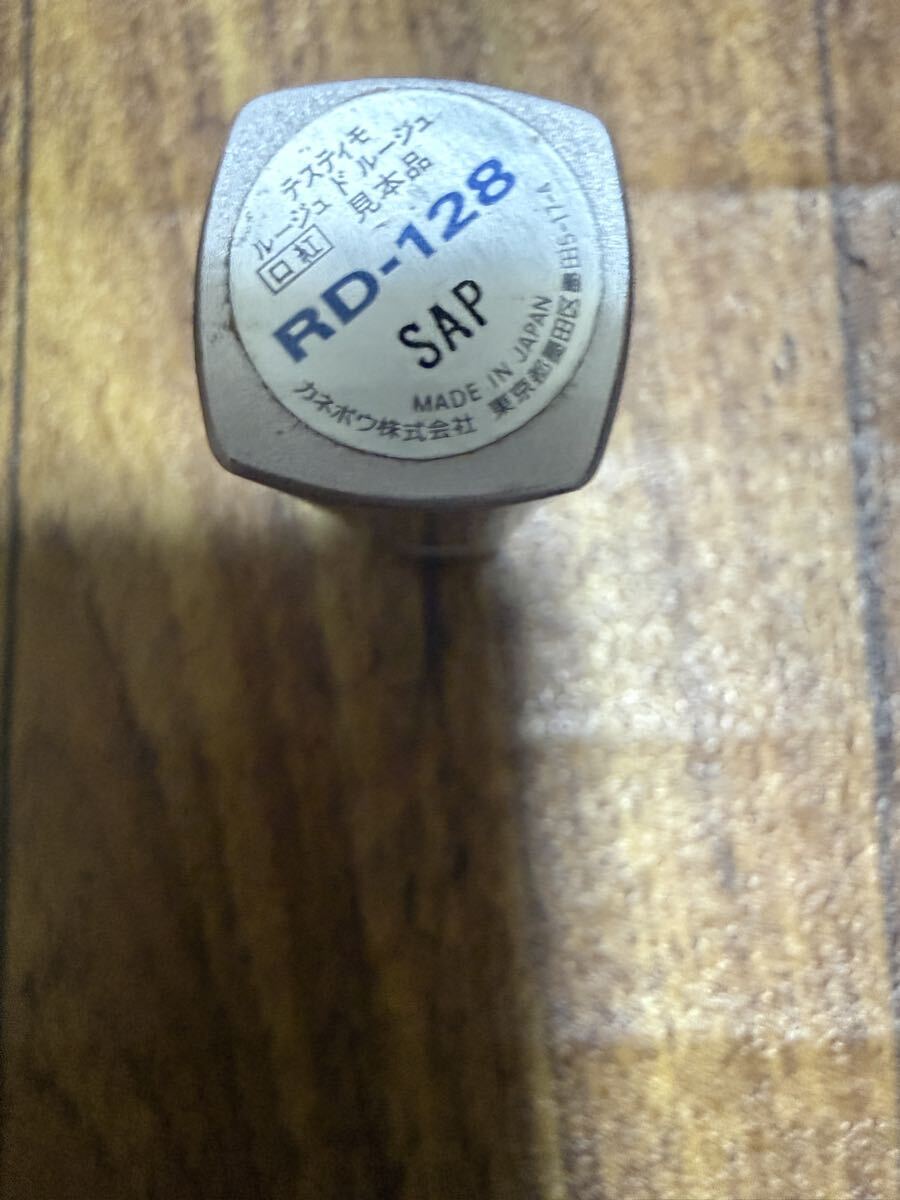 テスティモ
ルージュ ド ルージュ
口紅 見本品
RD-128
SAP
MADE IN JAPAN
カネボウ株式会社 東京都墨田区墨田5-17-4